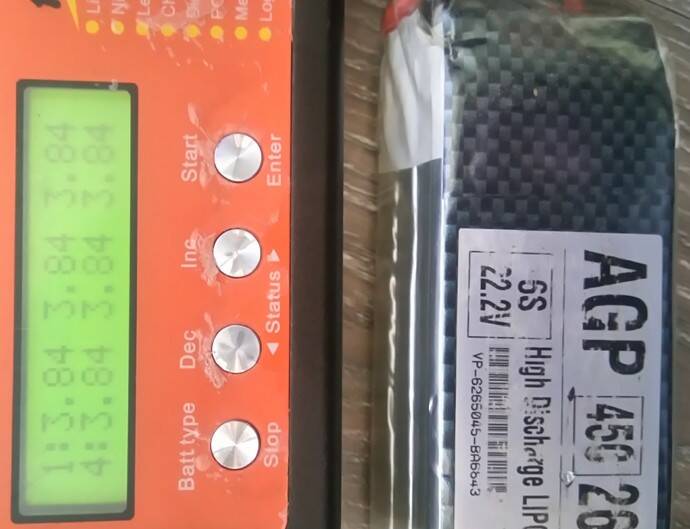 1:3.84 3.84 3.84
4:3.84 3.84 3.84
Batt type Dec Inc Start
Stop ◄ Status ► Enter
AGP
45C
6S
22.2V
High Discharge
VP-6265045-BA6643